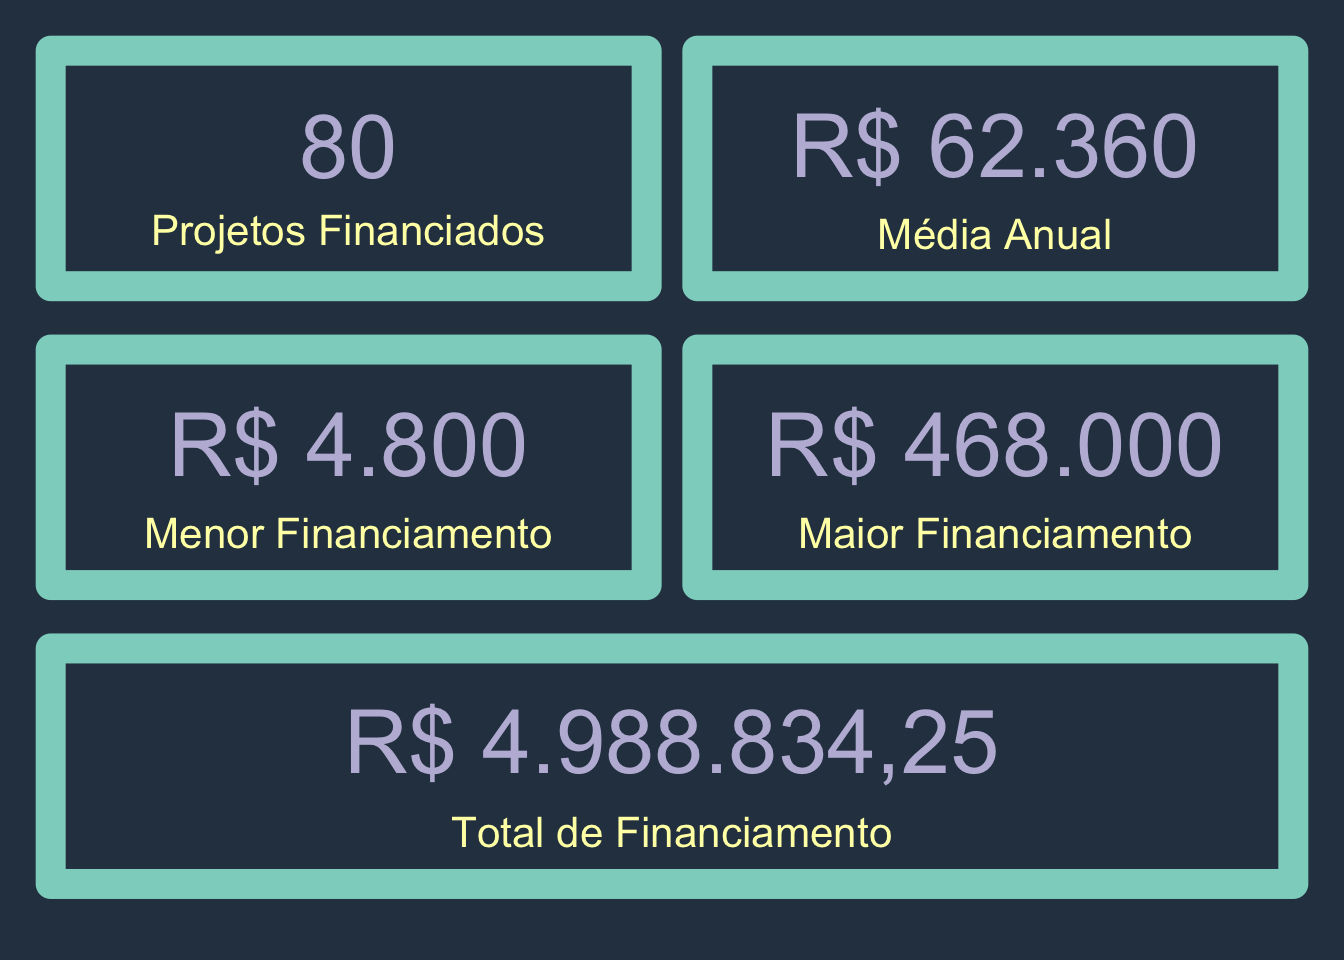 80
Projetos Financiados
R$ 62.360
Média Anual
R$ 4.800
Menor Financiamento
R$ 468.000
Maior Financiamento
R$ 4.988.834,25
Total de Financiamento